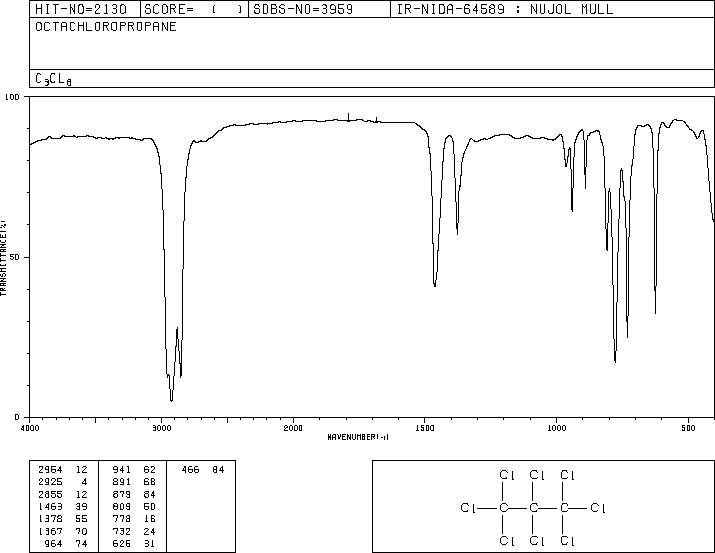 HIT-NO=2130 SCORE= ( ) SDBS-NO=3959 IR-NIDA-64589 : NUJOL MULL
OCTACHLOROPROPANE
C3CL8
100
50
0
TRANSMITTANCE(%)
4000 3000 2000 1500 1000 500
WAVENUMBER(-1)
2964 12 941 62 466 84
2925 4 891 68
2855 12 879 84
1463 39 809 50
1378 55 778 16
1367 70 732 24
964 74 626 31
Cl Cl Cl
Cl C C C Cl
Cl Cl Cl